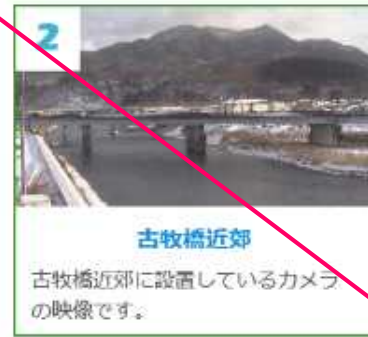 2
古牧橋近郊
古牧橋近郊に設置しているカメラ
の映像です。